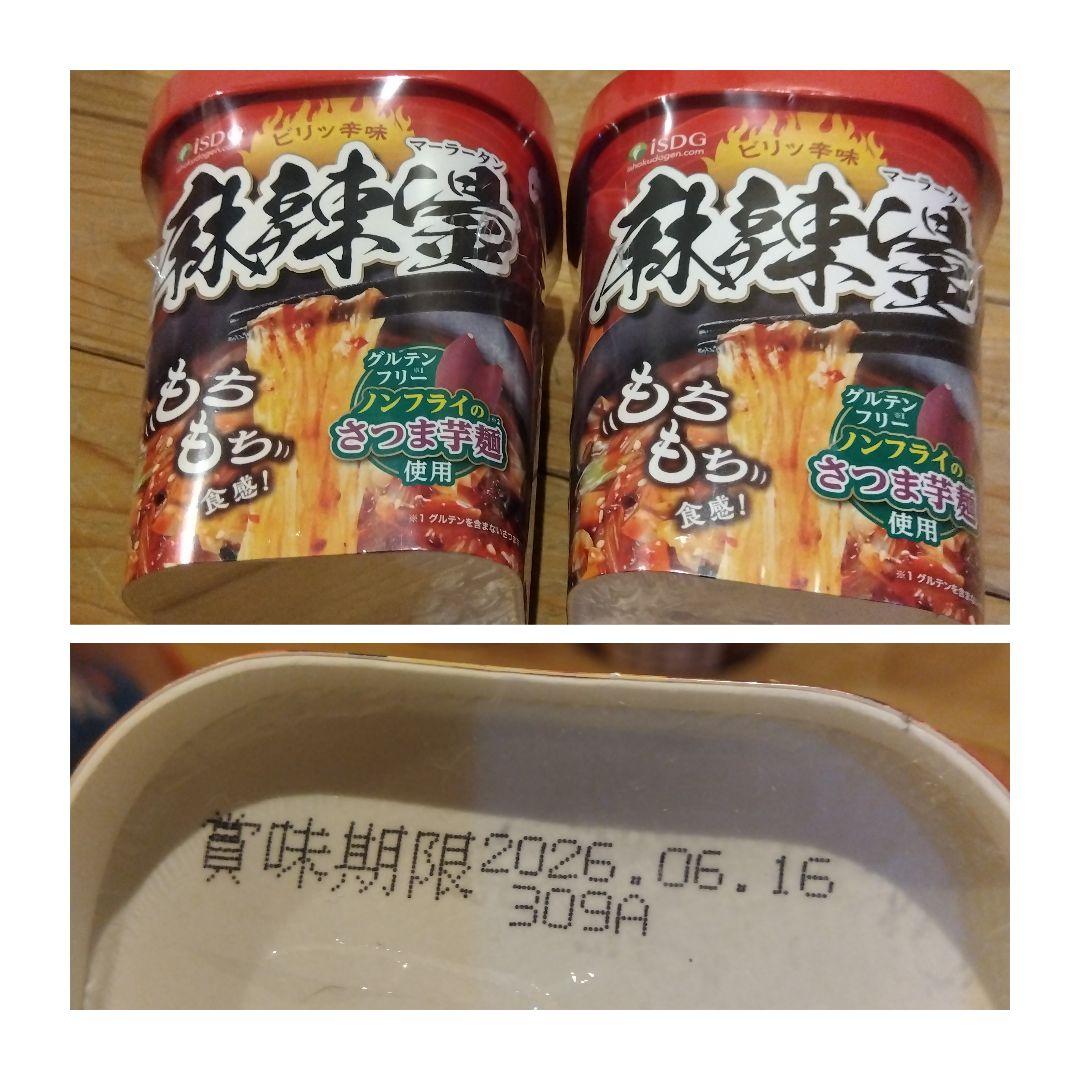 iSDG
ishokudogen.com
ピリッ辛味
マーラータン
麻辣湯
もち
もち
食感!
グルテン
フリー※1
ノンフライの
さつま芋麺※2
使用
※1 グルテンを含まないさつま
iSDG
ishokudogen.com
ピリッ辛味
マーラータン
麻辣湯
もち
もち
食感!
グルテン
フリー※1
ノンフライの
さつま芋麺
使用
※1 グルテンを含まな
賞味期限2026.06.16
309A